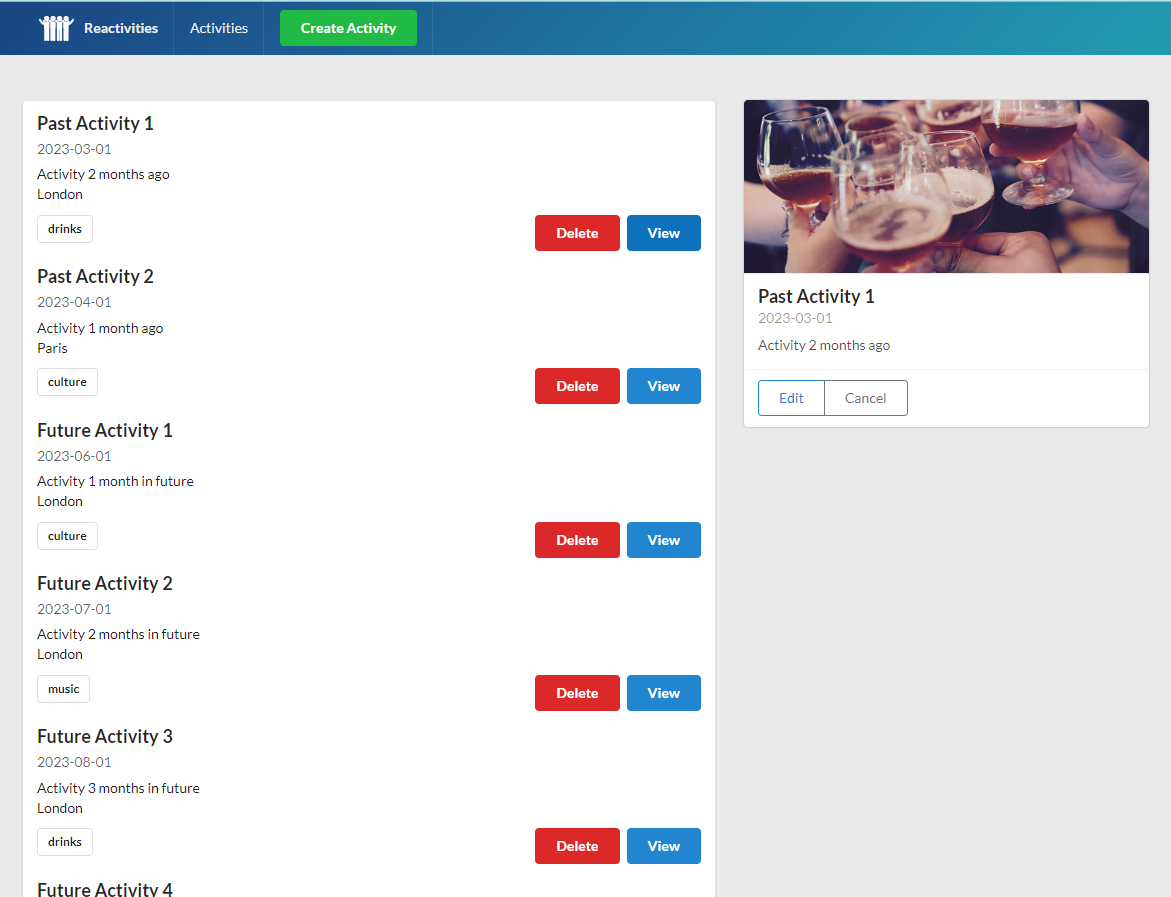 Reactivities
Activities
Create Activity
Past Activity 1
2023-03-01
Activity 2 months ago
London
drinks
Delete
View
Past Activity 2
2023-04-01
Activity 1 month ago
Paris
culture
Delete
View
Future Activity 1
2023-06-01
Activity 1 month in future
London
culture
Delete
View
Future Activity 2
2023-07-01
Activity 2 months in future
London
music
Delete
View
Future Activity 3
2023-08-01
Activity 3 months in future
London
drinks
Delete
View
Future Activity 4
Past Activity 1
2023-03-01
Activity 2 months ago
Edit
Cancel